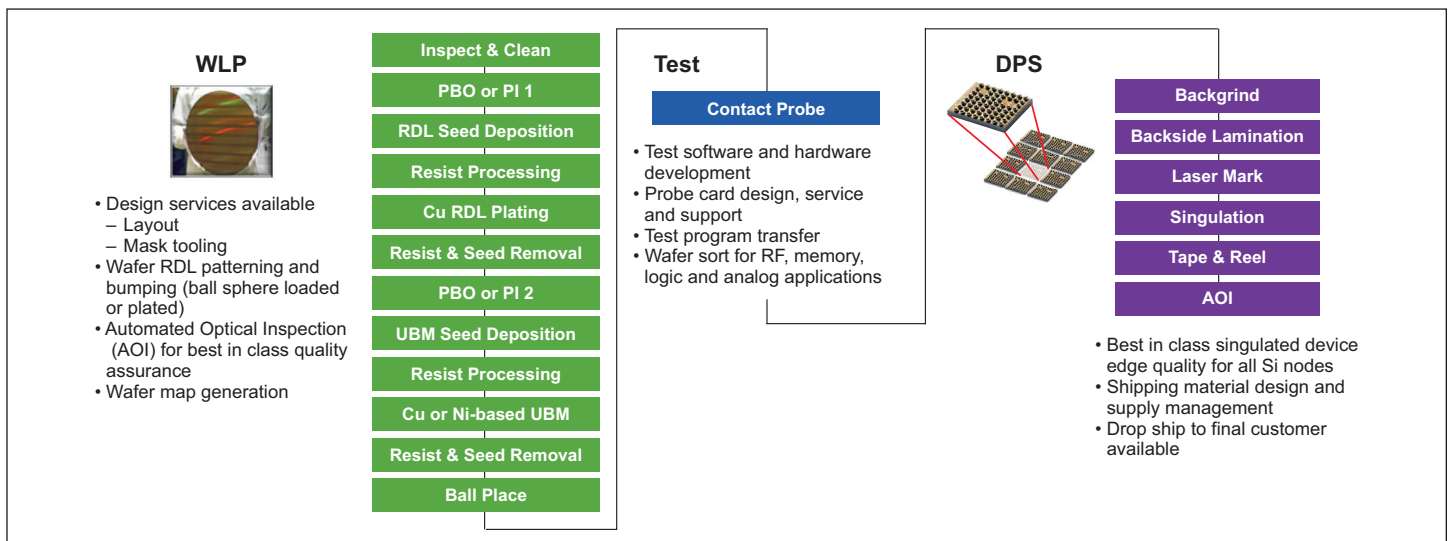 WLP
• Design services available
– Layout
– Mask tooling
• Wafer RDL patterning and
bumping (ball sphere loaded
or plated)
• Automated Optical Inspection
(AOI) for best in class quality
assurance
• Wafer map generation
Inspect & Clean
PBO or PI 1
RDL Seed Deposition
Resist Processing
Cu RDL Plating
Resist & Seed Removal
PBO or PI 2
UBM Seed Deposition
Resist Processing
Cu or Ni-based UBM
Resist & Seed Removal
Ball Place
Test
Contact Probe
• Test software and hardware
development
• Probe card design, service
and support
• Test program transfer
• Wafer sort for RF, memory,
logic and analog applications
DPS
Backgrind
Backside Lamination
Laser Mark
Singulation
Tape & Reel
AOI
• Best in class singulated device
edge quality for all Si nodes
• Shipping material design and
supply management
• Drop ship to final customer
available